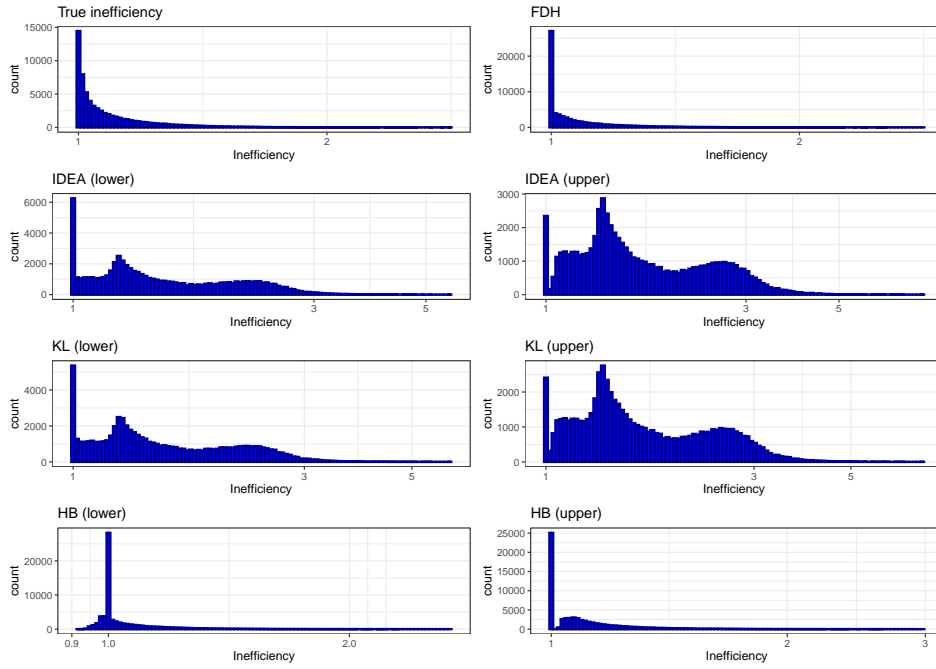 True inefficiency
count
15000
10000
5000
0
1
2
Inefficiency
FDH
count
20000
10000
0
1
2
Inefficiency
IDEA (lower)
count
6000
4000
2000
0
1
3
5
Inefficiency
IDEA (upper)
count
3000
2000
1000
0
1
3
5
Inefficiency
KL (lower)
count
4000
2000
0
1
3
5
Inefficiency
KL (upper)
count
2000
1000
0
1
3
5
Inefficiency
HB (lower)
count
20000
10000
0
0.9
1.0
2.0
Inefficiency
HB (upper)
count
25000
20000
15000
10000
5000
0
1
2
3
Inefficiency